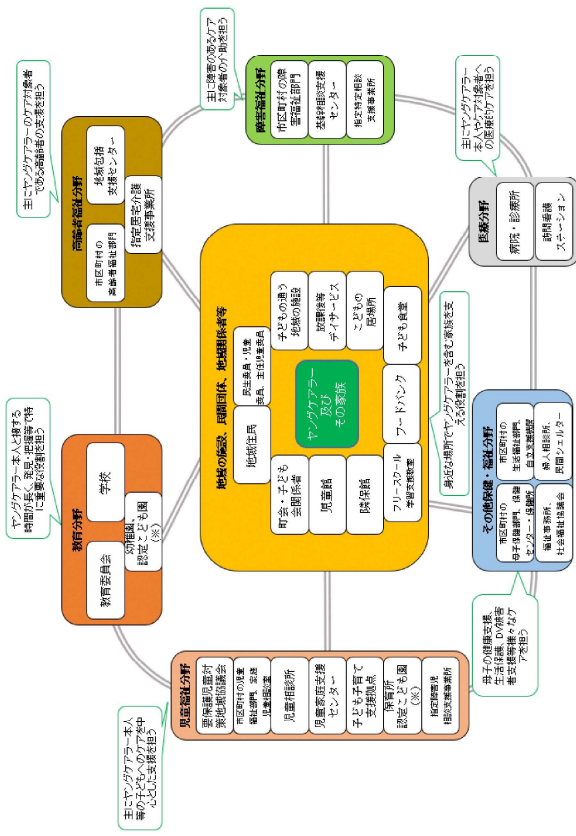 主にヤングケアラー本人
等の子どもへのケアを中
心とした支援を担う
児童福祉分野
要保護児童対
策地域協議会
市区町村の児童
福祉部門、家庭
児童相談室
児童相談所
児童家庭支援
センター
子ども子育て
支援拠点
保育所
認定こども園
(※)
指定障害児
相談支援事業所
ヤングケアラー本人と接する
時間が長く、発見・把握等で特
に重要な役割を担う
教育分野
教育委員会
学校
幼稚園
認定こども園
(※)
主にヤングケアラーのケア対象者
である高齢者の支援を担う
高齢者福祉分野
市区町村の
高齢者福祉部門
地域包括
支援センター
指定居宅介護
支援事業所
主に障害のあるケア
対象者の介助を担う
障害福祉分野
市区町村の障
害福祉部門
基幹相談支援
センター
指定特定相談
支援事業所
地域の施設、民間団体、地域関係者等
地域住民
民生委員・児童
委員、主任児童委員
町会・子ども
会関係者
児童館
隣保館
フリースクール
学習支援教室
フードバンク
子ども食堂
子どもの通う
地域の施設
放課後等
デイサービス
こどもの
居場所
ヤングケアラー
及び
その家族
身近な場所でヤングケアラーを含む家族を支
える役割を担う
母子の健康支援、
生活保護、DV被害
者支援等様々なケ
アを担う
その他保健・福祉分野
市区町村の
母子保健部門、保健
センター・保健所
市区町村の
生活福祉部門、
自立支援機関
福祉事務所、
社会福祉協議会
婦人相談所、
民間シェルター
主にヤングケアラー
本人やケア対象者へ
の医療的ケアを担う
医療分野
病院・診療所
訪問看護
ステーション